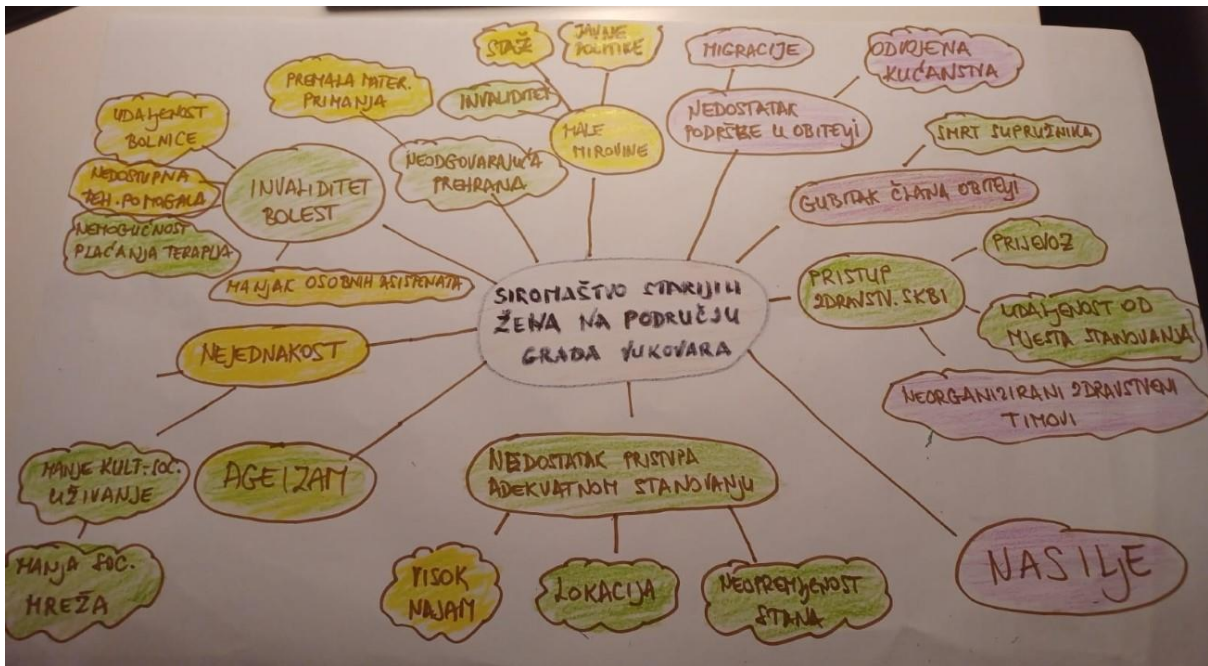 STAŽ
JAVNE
POLITIKE
MIGRACIJE
ODVOJENA
KUĆANSTVA
PREMALA MATER.
PRIMANJA
INVALIDITET
MALE
MIROVINE
NEDOSTATAK
PODRŠKE U OBITELJI
UDALJENOST
BOLNICE
NEDOSTUPNA
TEH. POMAGALA
NEMOGUĆNOST
PLAĆANJA TERAPIJA
INVALIDITET
BOLEST
MANJAK OSOBNIH ASISTENATA
NEODGOVARAJUĆA
PREHRANA
SMRT SUPRUŽNIKA
GUBITAK ČLANA OBITELJI
SIROMAŠTVO STARIJIH
ŽENA NA PODRUČJU
GRADA VUKOVARA
PRISTUP
ZDRAVSTV. SKBI
PRIJEVOZ
UDALJENOST OD
MJESTA STANOVANJA
NEORGANIZIRANI ZDRAVSTVENI
TIMOVI
NEJEDNAKOST
MANJE KULT-SOC.
UŽIVANJE
MANJA SOC.
MREŽA
AGEIZAM
NEDOSTATAK PRISTUPA
ADEKVATNOM STANOVANJU
VISOK
NAJAM
LOKACIJA
NEOPREMLJENOST
STANA
NASILJE